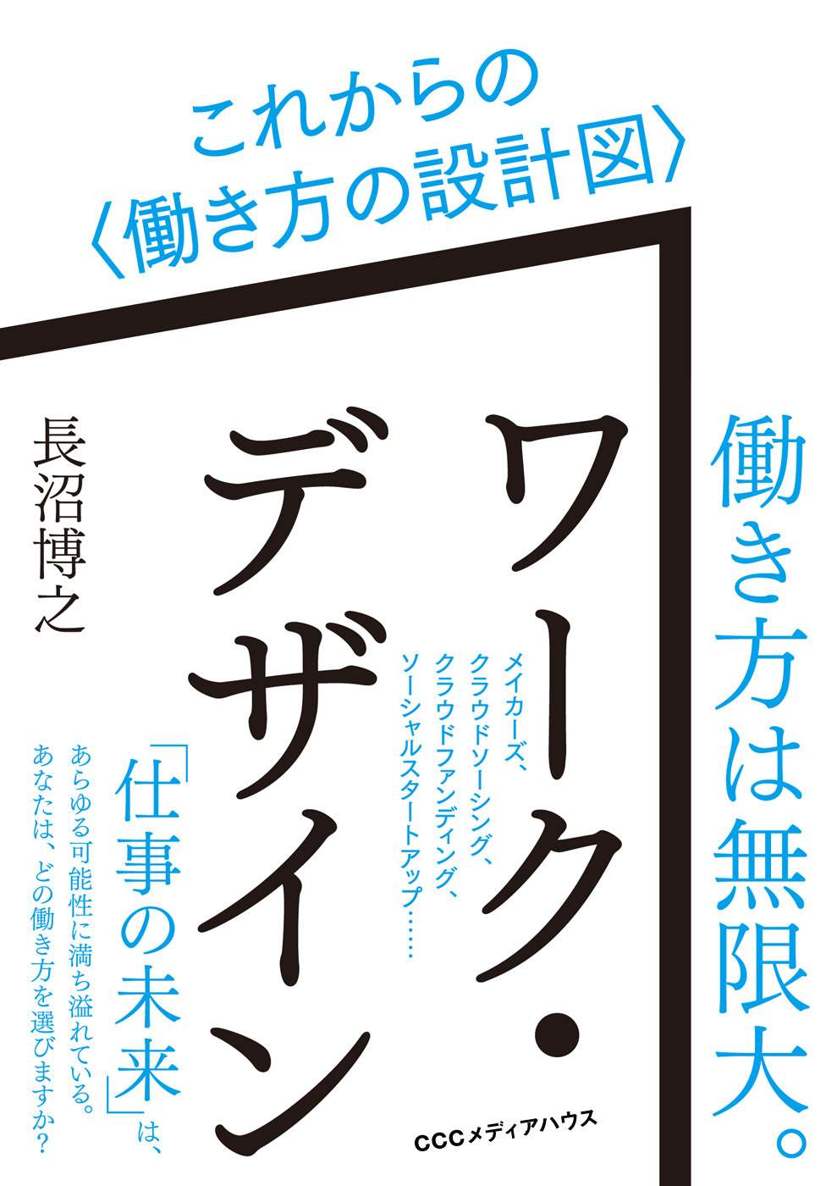 これからの
〈働き方の設計図〉
働き方は無限大。
ワーク・
デザイン
メイカーズ、
クラウドソーシング、
クラウドファンディング、
ソーシャルスタートアップ……
長沼博之
「仕事の未来」は、
あらゆる可能性に満ち溢れている。
あなたは、どの働き方を選びますか?
CCCメディアハウス